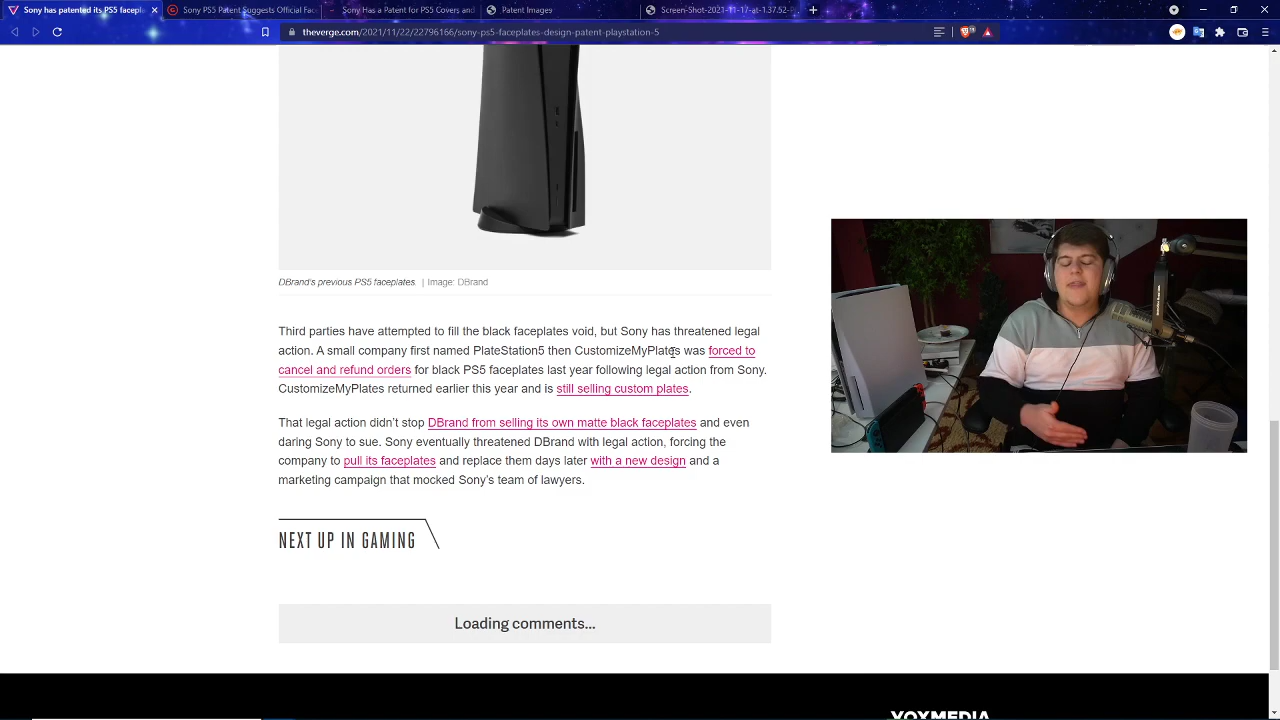 Sony has patented its PS5 facepl
Sony PS5 Patent Suggests Official Fac
Sony Has a Patent for PS5 Covers and
Patent Images
Screen-Shot-2021-11-17-at-1.37.52-
theverge.com/2021/11/22/22796166/sony-ps5-faceplates-design-patent-playstation-5
DBrand's previous PS5 faceplates. | Image: DBrand
Third parties have attempted to fill the black faceplates void, but Sony has threatened legal
action. A small company first named PlateStation5 then CustomizeMyPlates was forced to
cancel and refund orders for black PS5 faceplates last year following legal action from Sony.
CustomizeMyPlates returned earlier this year and is still selling custom plates.
That legal action didn't stop DBrand from selling its own matte black faceplates and even
daring Sony to sue. Sony eventually threatened DBrand with legal action, forcing the
company to pull its faceplates and replace them days later with a new design and a
marketing campaign that mocked Sony's team of lawyers.
NEXT UP IN GAMING
Loading comments...
VOXMEDIA